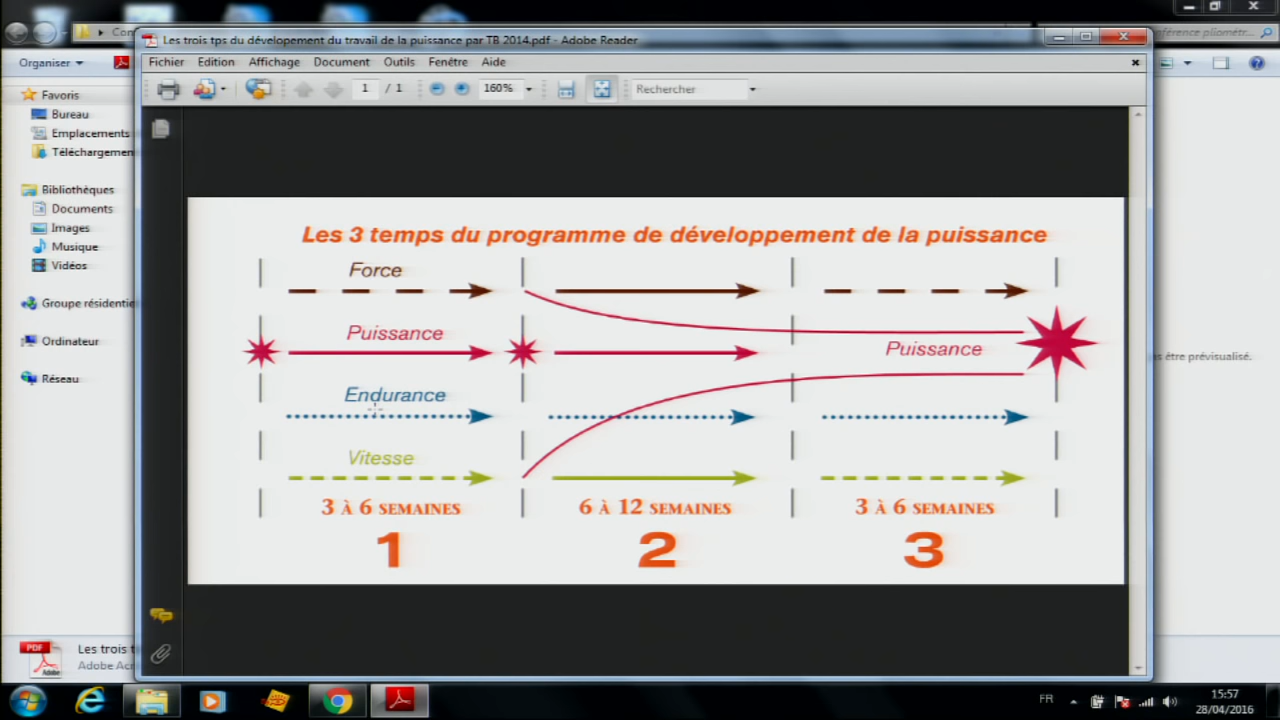 Les trois tps du dévelopement du travail de la puissance par TB 2014.pdf - Adobe Reader
Organiser
Fichier Edition Affichage Document Outils Fenêtre Aide
1 / 1 160% Rechercher
Favoris
Bureau
Emplacements
Téléchargemen
Bibliothèques
Documents
Images
Musique
Vidéos
Groupe résidentie
Ordinateur
Réseau
Les 3 temps du programme de développement de la puissance
Force
Puissance
Puissance
Endurance
Vitesse
3 À 6 SEMAINES 6 À 12 SEMAINES 3 À 6 SEMAINES
1 2 3
as être prévisualisé.
PDF
Adobe
Les trois t
Adobe Acr
FR
15:57
28/04/2016